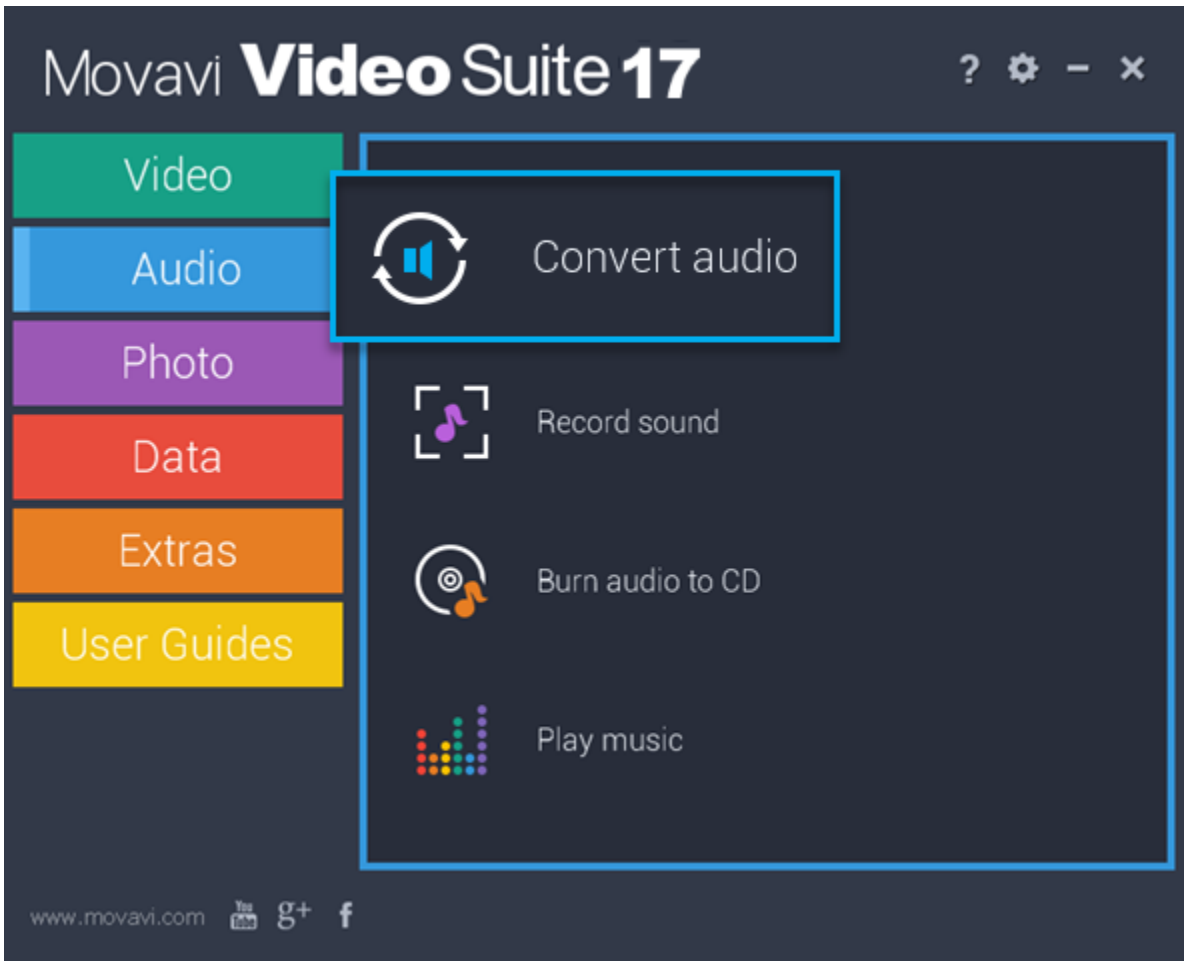 Movavi Video Suite 17
? 
Video
Audio
Photo
Data
Extras
User Guides
Convert audio
Record sound
Burn audio to CD
Play music
www.movavi.com You Tube g+ f